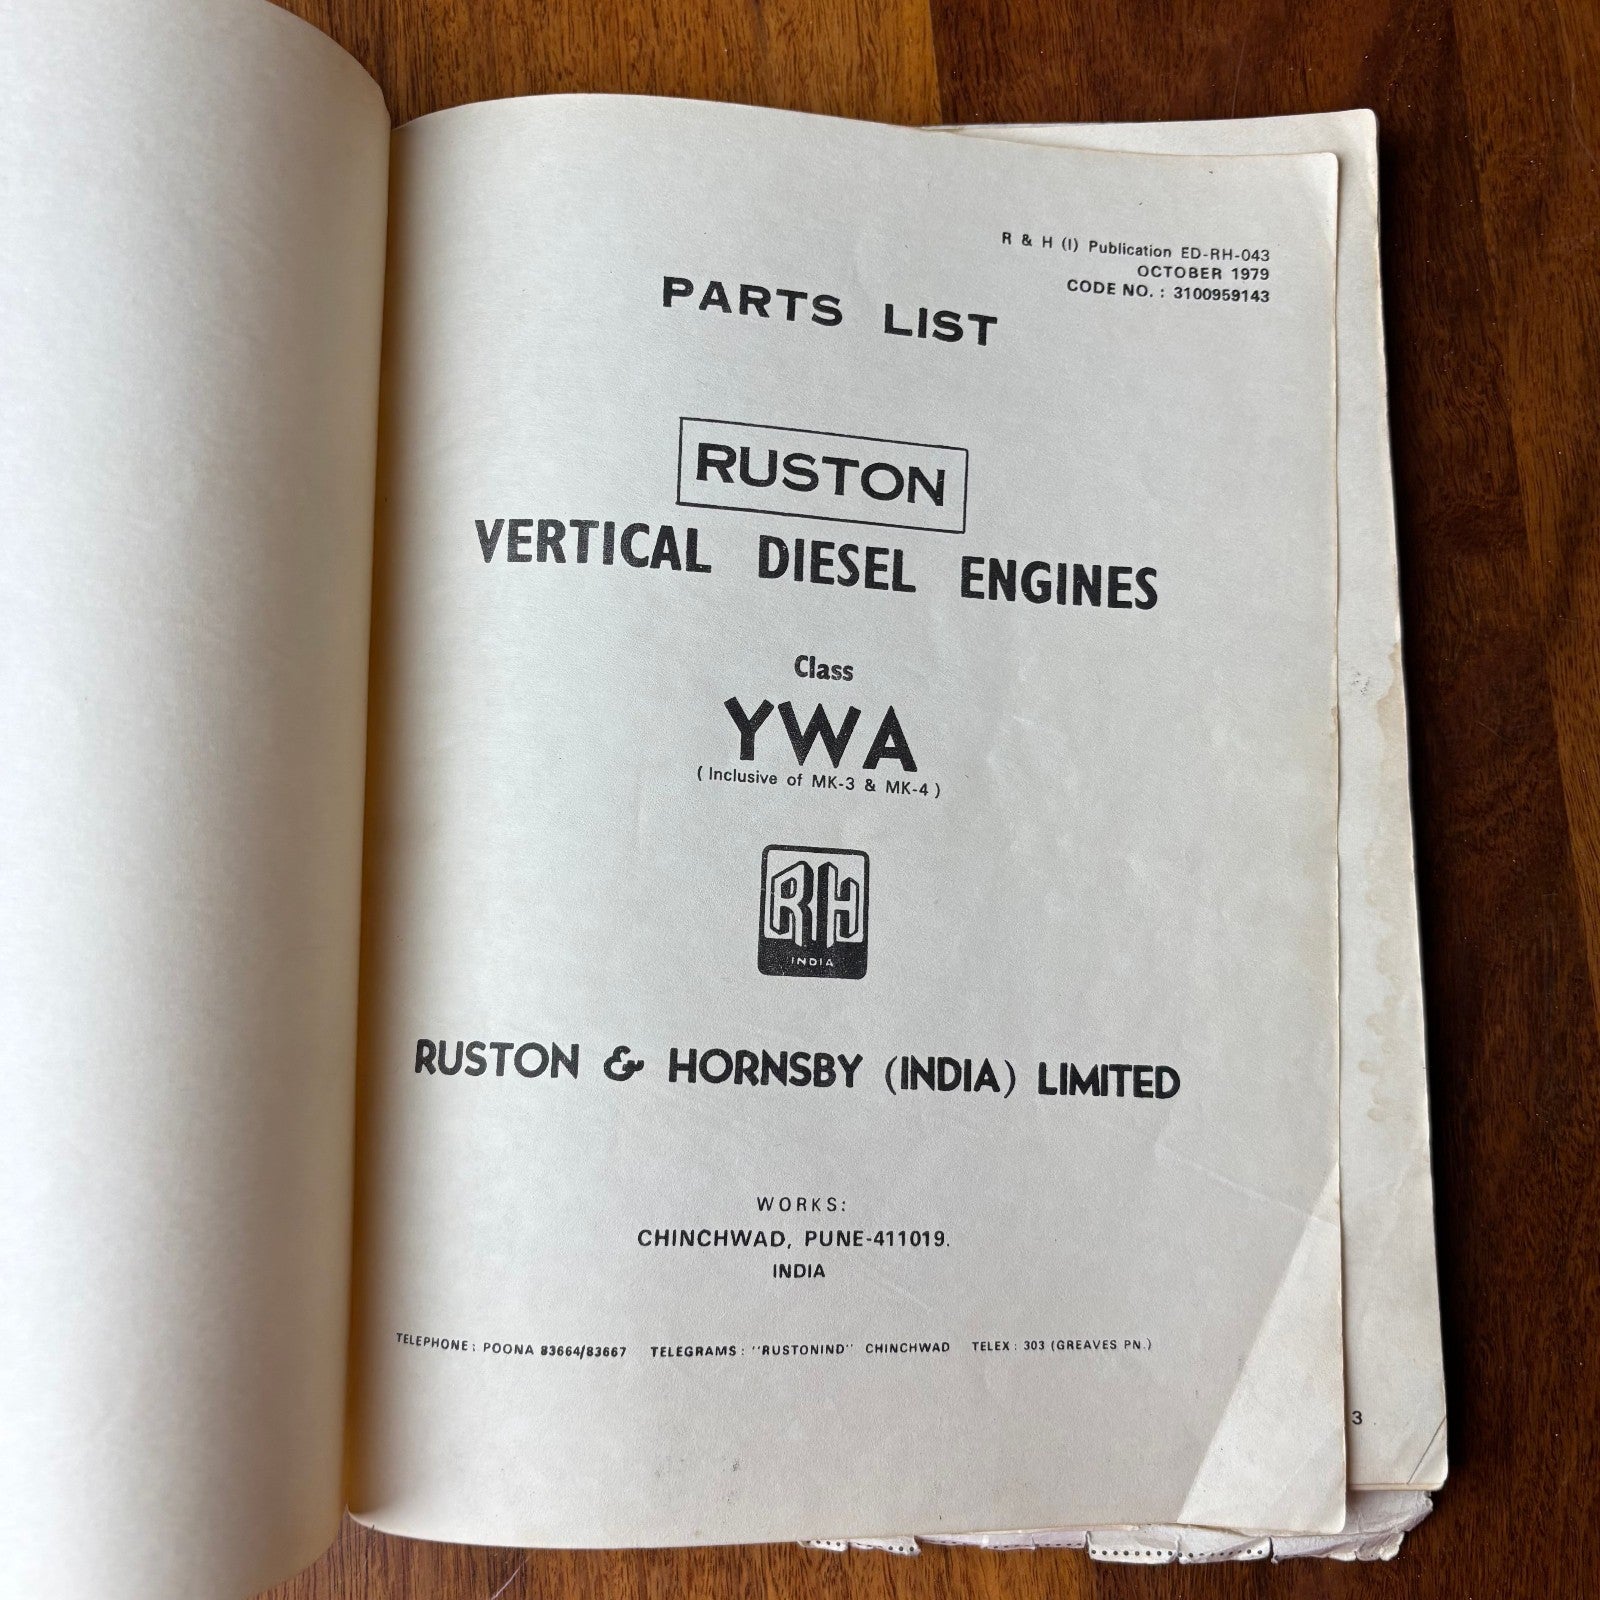 R & H (I) Publication ED-RH-043
OCTOBER 1979
CODE NO. : 3100959143
PARTS LIST
RUSTON
VERTICAL DIESEL ENGINES
Class
YWA
( Inclusive of MK-3 & MK-4 )
RH
INDIA
RUSTON & HORNSBY (INDIA) LIMITED
WORKS:
CHINCHWAD, PUNE-411019.
INDIA
TELEPHONE : POONA 83664/83667 TELEGRAMS : "RUSTONIND" CHINCHWAD TELEX : 303 (GREAVES PN.)
3